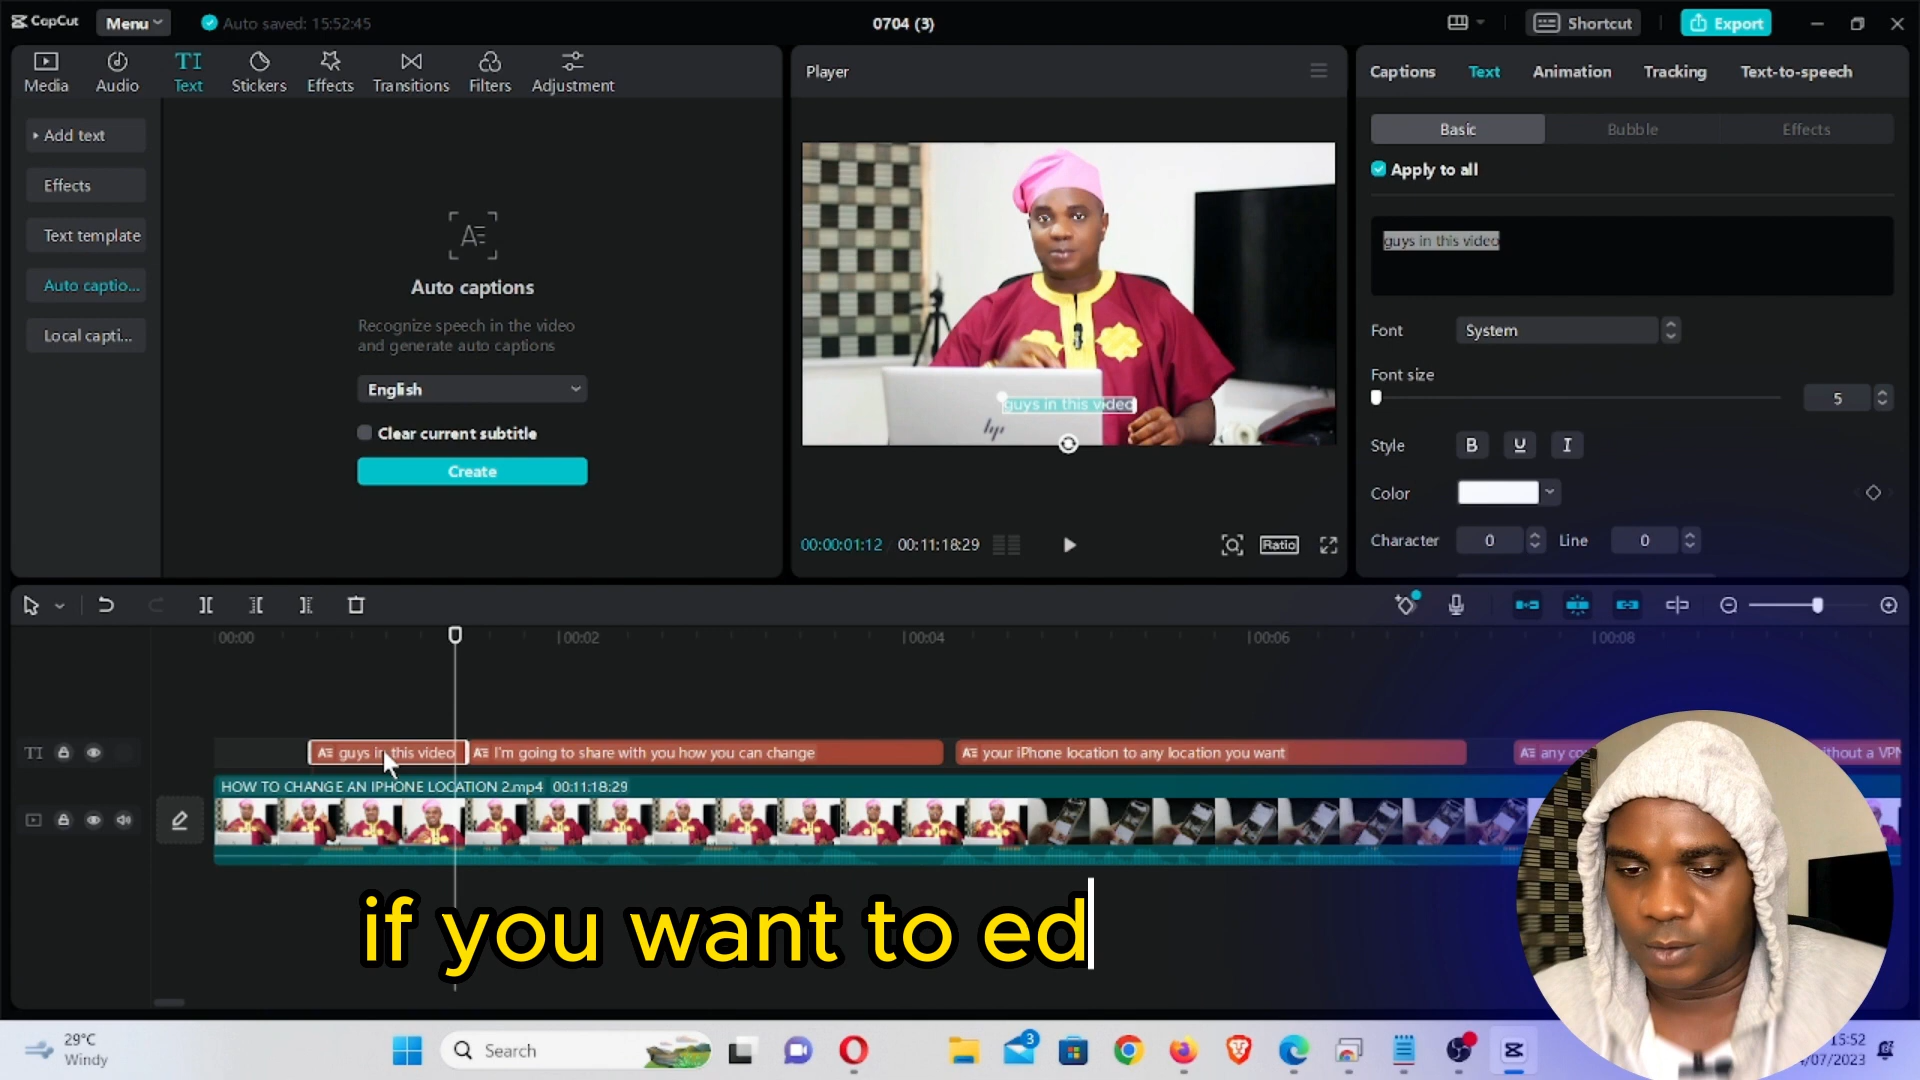 CapCut
Menu
Auto saved: 15:52:45
0704 (3)
Shortcut
Export
Media
Audio
TI
Text
Stickers
Effects
Transitions
Filters
Adjustment
Player
Captions
Text
Animation
Tracking
Text-to-speech
Add text
Effects
Text template
Auto captio...
Local capti...
A
Auto captions
Recognize speech in the video
and generate auto captions
English
Clear current subtitle
Create
guys in this video
hp
00:00:01:12
00:11:18:29
Ratio
Basic
Bubble
Effects
Apply to all
guys in this video
Font
System
Font size
5
Style
B
U
I
Color
Character
0
Line
0
00:00
00:02
00:04
00:06
00:08
TI
guys in this video
I'm going to share with you how you can change
your iPhone location to any location you want
any
thout a VPN
HOW TO CHANGE AN IPHONE LOCATION 2.mp4 00:11:18:29
if you want to ed
29°C
Windy
Search
3
15:52
/07/2023